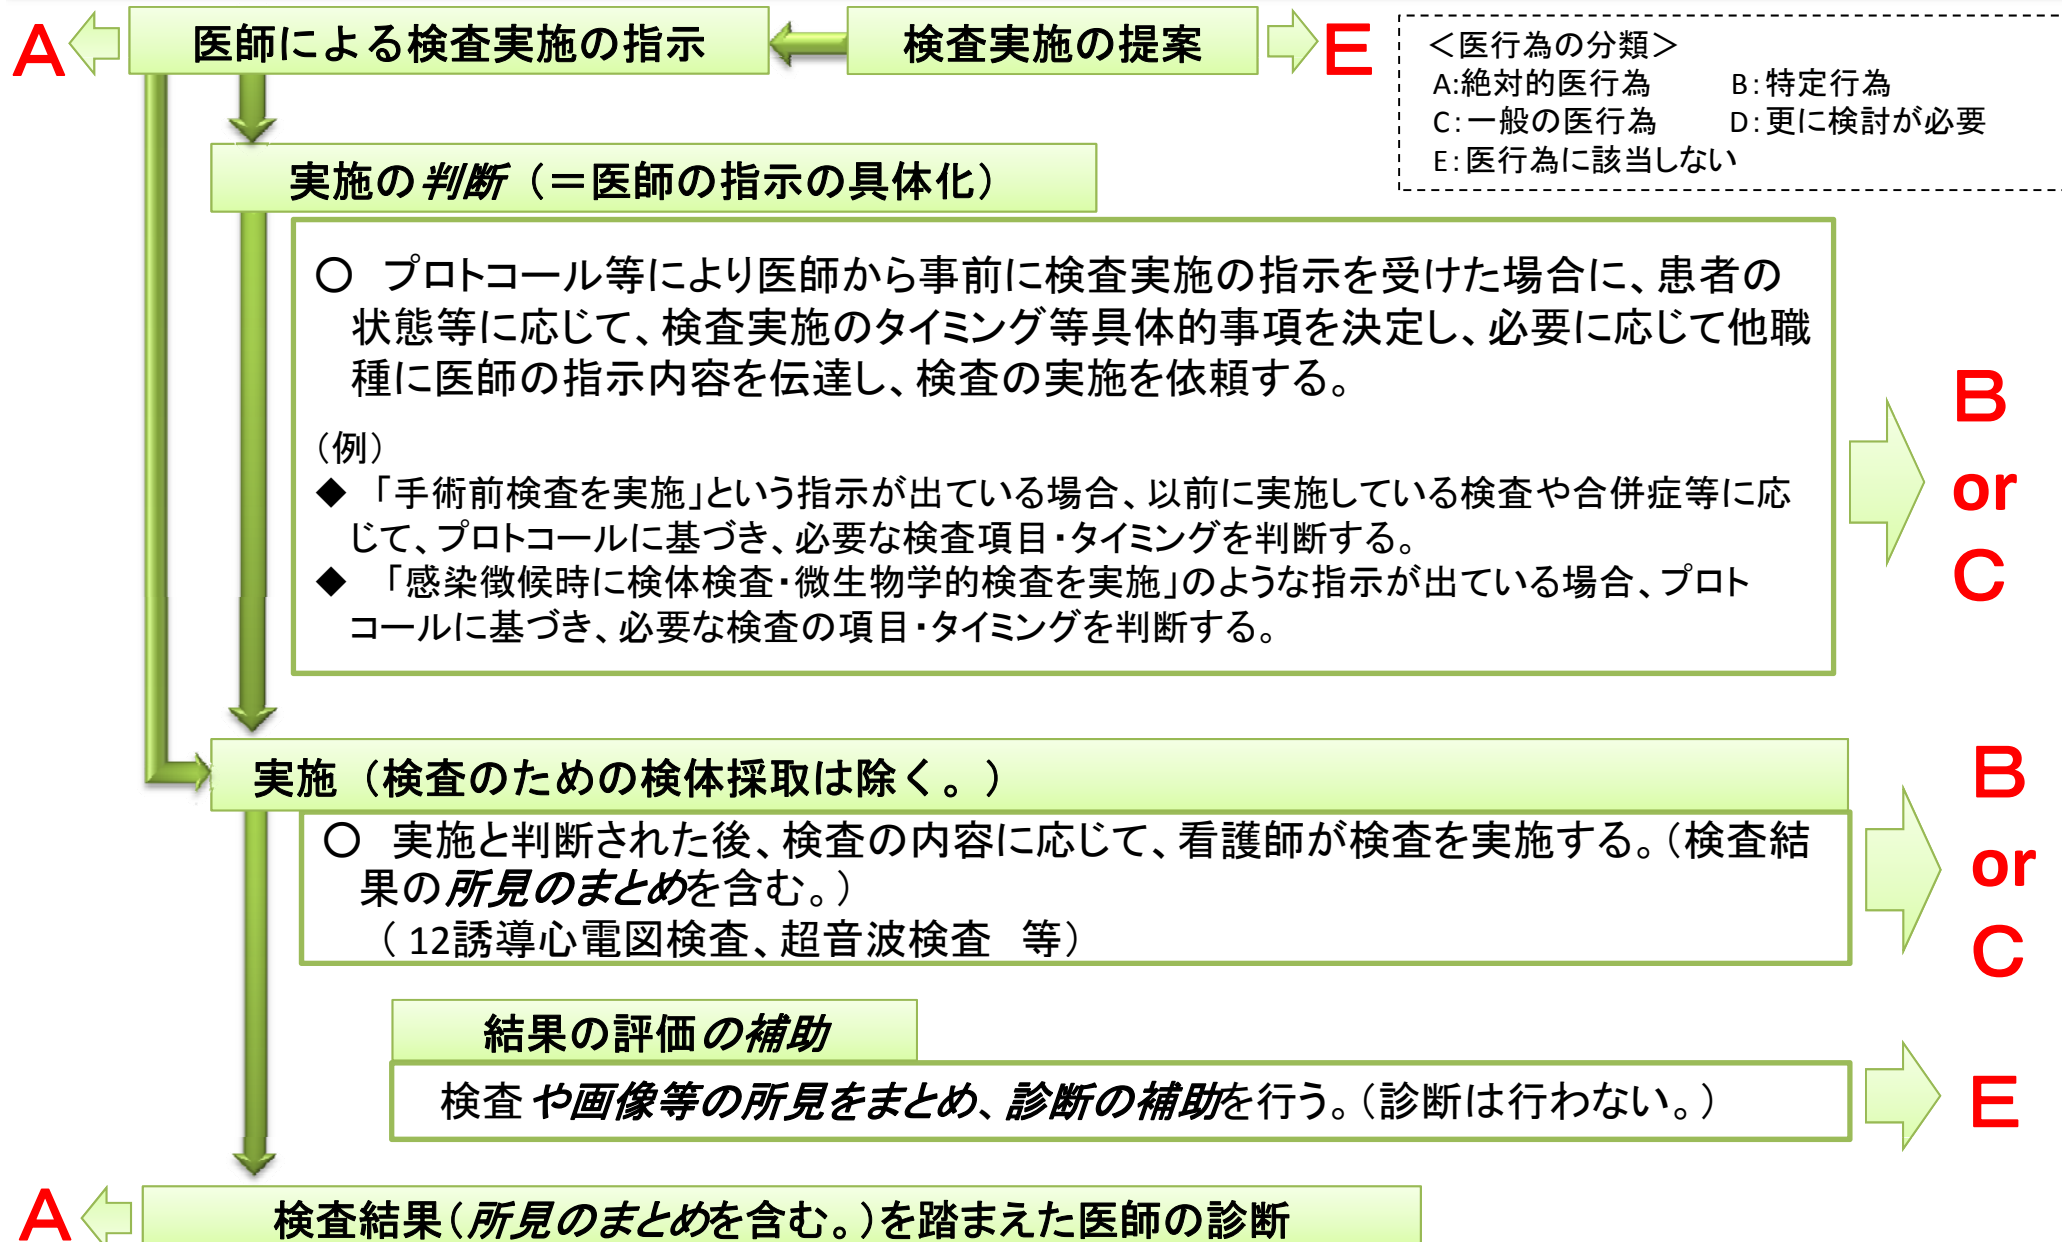 A
医師による検査実施の指示
検査実施の提案
E
＜医行為の分類＞
A:絶対的医行為　　B：特定行為
C：一般の医行為　　D：更に検討が必要
E：医行為に該当しない
実施の判断（＝医師の指示の具体化）
○　プロトコール等により医師から事前に検査実施の指示を受けた場合に、患者の
状態等に応じて、検査実施のタイミング等具体的事項を決定し、必要に応じて他職
種に医師の指示内容を伝達し、検査の実施を依頼する。
（例）
◆　「手術前検査を実施」という指示が出ている場合、以前に実施している検査や合併症等に応
じて、プロトコールに基づき、必要な検査項目・タイミングを判断する。
◆　「感染徴候時に検体検査・微生物学的検査を実施」のような指示が出ている場合、プロト
コールに基づき、必要な検査の項目・タイミングを判断する。
B
or
C
実施（検査のための検体採取は除く。）
○　実施と判断された後、検査の内容に応じて、看護師が検査を実施する。（検査結
果の所見のまとめを含む。）
（12誘導心電図検査、超音波検査　等）
B
or
C
結果の評価の補助
検査や画像等の所見をまとめ、診断の補助を行う。（診断は行わない。）
E
A
検査結果（所見のまとめを含む。）を踏まえた医師の診断